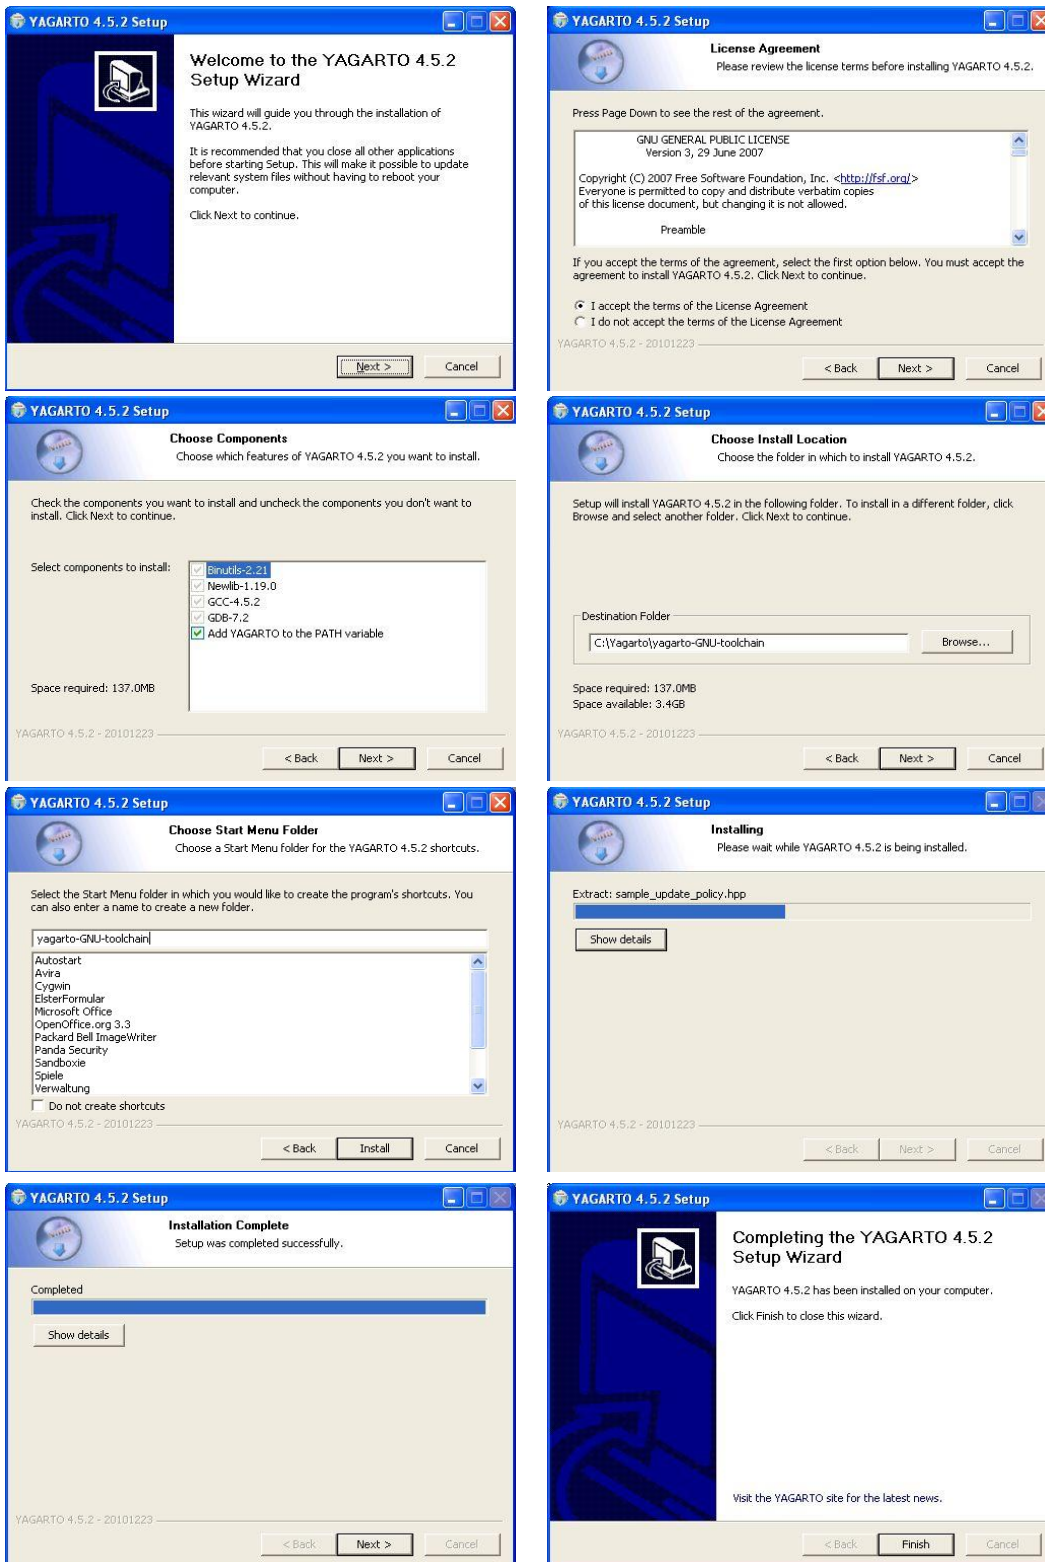 YAGARTO 4.5.2 Setup
Welcome to the YAGARTO 4.5.2
Setup Wizard
This wizard will guide you through the installation of
YAGARTO 4.5.2.
It is recommended that you close all other applications
before starting Setup. This will make it possible to update
relevant system files without having to reboot your
computer.
Click Next to continue.
Next >
Cancel
YAGARTO 4.5.2 Setup
License Agreement
Please review the license terms before installing YAGARTO 4.5.2.
Press Page Down to see the rest of the agreement.
GNU GENERAL PUBLIC LICENSE
Version 3, 29 June 2007
Copyright (C) 2007 Free Software Foundation, Inc. <http://fsf.org/>
Everyone is permitted to copy and distribute verbatim copies
of this license document, but changing it is not allowed.
Preamble
If you accept the terms of the agreement, select the first option below. You must accept the
agreement to install YAGARTO 4.5.2. Click Next to continue.
I accept the terms of the License Agreement
I do not accept the terms of the License Agreement
YAGARTO 4.5.2 - 20101223
< Back
Next >
Cancel
YAGARTO 4.5.2 Setup
Choose Components
Choose which features of YAGARTO 4.5.2 you want to install.
Check the components you want to install and uncheck the components you don't want to
install. Click Next to continue.
Select components to install:
Binutils-2.21
Newlib-1.19.0
GCC-4.5.2
GDB-7.2
Add YAGARTO to the PATH variable
Space required: 137.0MB
YAGARTO 4.5.2 - 20101223
< Back
Next >
Cancel
YAGARTO 4.5.2 Setup
Choose Install Location
Choose the folder in which to install YAGARTO 4.5.2.
Setup will install YAGARTO 4.5.2 in the following folder. To install in a different folder, click
Browse and select another folder. Click Next to continue.
Destination Folder
C:\Yagarto\yagarto-GNU-toolchain
Browse...
Space required: 137.0MB
Space available: 3.4GB
YAGARTO 4.5.2 - 20101223
< Back
Next >
Cancel
YAGARTO 4.5.2 Setup
Choose Start Menu Folder
Choose a Start Menu folder for the YAGARTO 4.5.2 shortcuts.
Select the Start Menu folder in which you would like to create the program's shortcuts. You
can also enter a name to create a new folder.
yagarto-GNU-toolchain
Autostart
Avira
Cygwin
ElsterFormular
Microsoft Office
OpenOffice.org 3.3
Packard Bell ImageWriter
Panda Security
Sandboxie
Spiele
Verwaltung
Do not create shortcuts
YAGARTO 4.5.2 - 20101223
< Back
Install
Cancel
YAGARTO 4.5.2 Setup
Installing
Please wait while YAGARTO 4.5.2 is being installed.
Extract: sample_update_policy.hpp
Show details
YAGARTO 4.5.2 - 20101223
< Back
Next >
Cancel
YAGARTO 4.5.2 Setup
Installation Complete
Setup was completed successfully.
Completed
Show details
YAGARTO 4.5.2 - 20101223
< Back
Next >
Cancel
YAGARTO 4.5.2 Setup
Completing the YAGARTO 4.5.2
Setup Wizard
YAGARTO 4.5.2 has been installed on your computer.
Click Finish to close this wizard.
Visit the YAGARTO site for the latest news.
< Back
Finish
Cancel